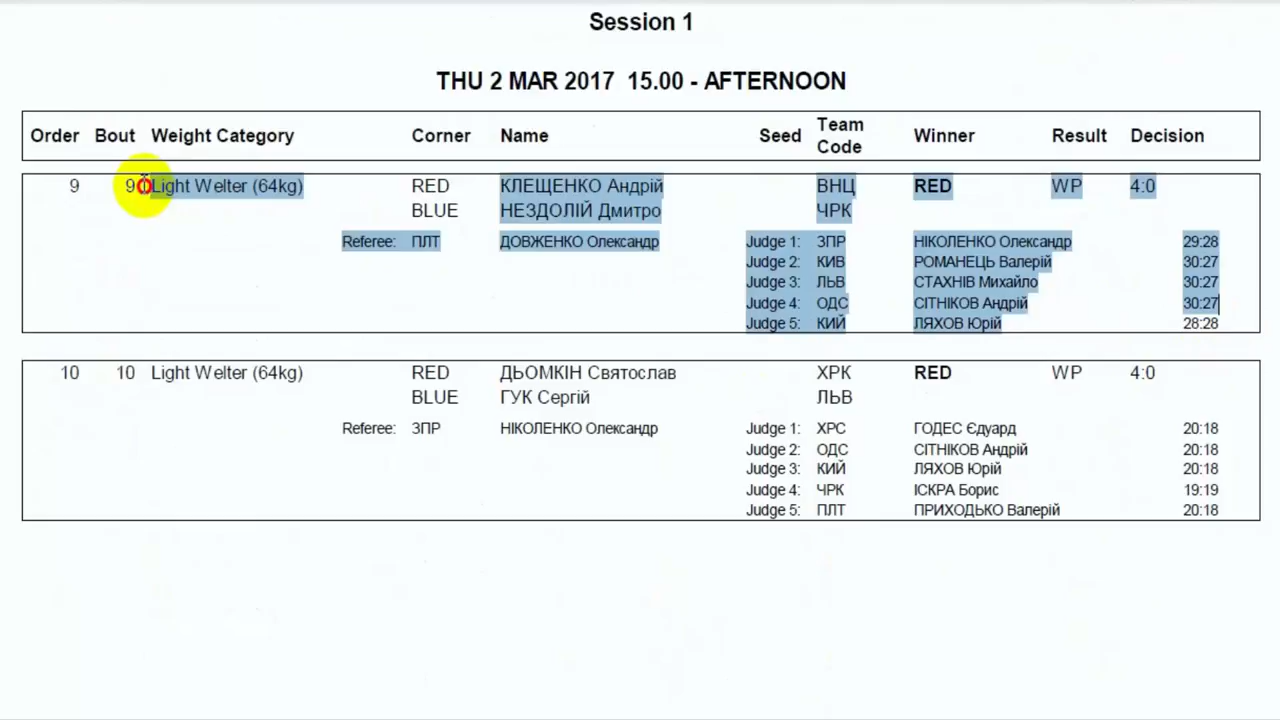 Session 1
THU 2 MAR 2017 15.00 - AFTERNOON
Order Bout Weight Category Corner Name Seed Team Code Winner Result Decision
9 9 Light Welter (64kg) RED КЛЕЩЕНКО Андрій ВНЦ RED WP 4:0
BLUE НЕЗДОЛІЙ Дмитро ЧРК
Referee: ПЛТ ДОВЖЕНКО Олександр Judge 1: ЗПР НІКОЛЕНКО Олександр 29:28
Judge 2: КИВ РОМАНЕЦЬ Валерій 30:27
Judge 3: ЛЬВ СТАХНІВ Михайло 30:27
Judge 4: ОДС СІТНІКОВ Андрій 30:27
Judge 5: КИЙ ЛЯХОВ Юрій 28:28
10 10 Light Welter (64kg) RED ДЬОМКІН Святослав ХРК RED WP 4:0
BLUE ГУК Сергій ЛЬВ
Referee: ЗПР НІКОЛЕНКО Олександр Judge 1: ХРС ГОДЕС Єдуард 20:18
Judge 2: ОДС СІТНІКОВ Андрій 20:18
Judge 3: КИЙ ЛЯХОВ Юрій 20:18
Judge 4: ЧРК ІСКРА Борис 19:19
Judge 5: ПЛТ ПРИХОДЬКО Валерій 20:18